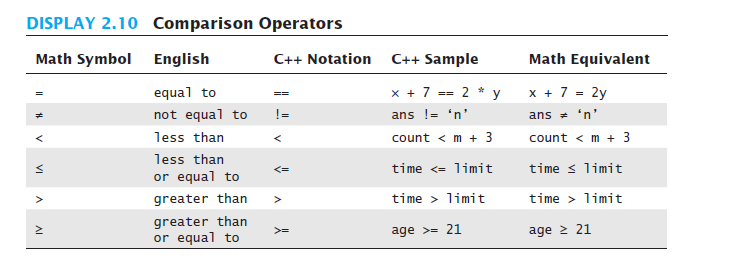 DISPLAY 2.10 Comparison Operators
Math Symbol English C++ Notation C++ Sample Math Equivalent
= equal to == x + 7 == 2 * y x + 7 = 2y
≠ not equal to != ans != ‘n’ ans ≠ ‘n’
< less than < count < m + 3 count < m + 3
≤ less than or equal to <= time <= limit time ≤ limit
> greater than > time > limit time > limit
≥ greater than or equal to >= age >= 21 age ≥ 21